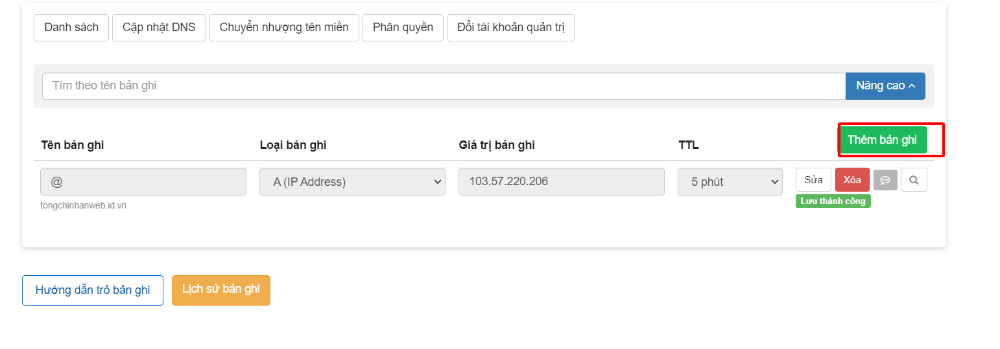 Danh sách Cập nhật DNS Chuyển nhượng tên miền Phân quyền Đổi tài khoản quản trị
Tìm theo tên bản ghi Nâng cao
Tên bản ghi Loại bản ghi Giá trị bản ghi TTL Thêm bản ghi
@ A (IP Address) 103.57.220.206 5 phút Sửa Xóa
tongchinhanweb.id.vn Lưu thành công
Hướng dẫn trỏ bản ghi Lịch sử bản ghi